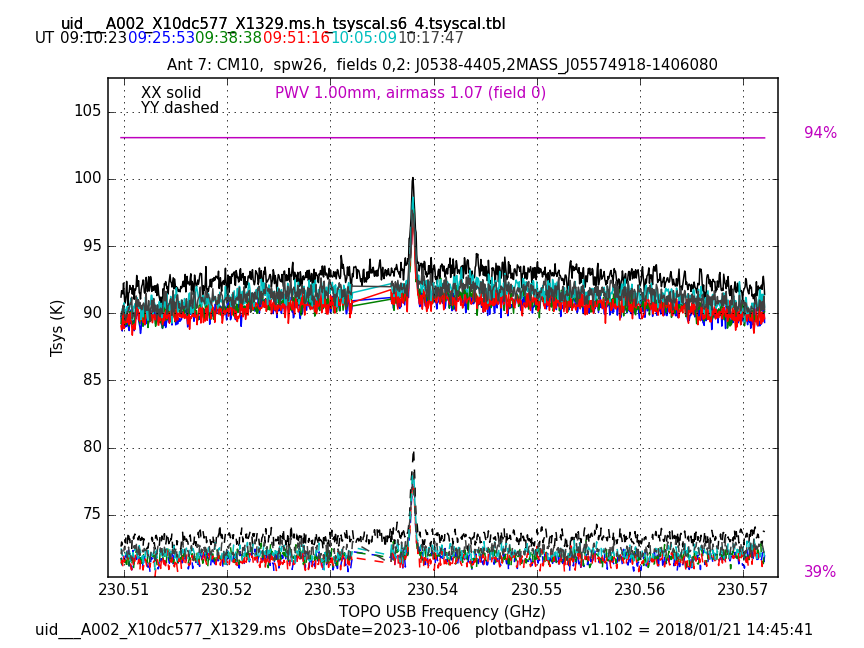 uid___A002_X10dc577_X1329.ms.h_tsyscal.s6_4.tsyscal.tbl
UT 09:10:23 09:25:53 09:38:38 09:51:16 10:05:09 10:17:47
Ant 7: CM10,  spw26,  fields 0,2: J0538-4405,2MASS_J05574918-1406080
XX solid
PWV 1.00mm, airmass 1.07 (field 0)
YY dashed
105
94%
100
95
90
85
80
75
39%
Tsys (K)
230.51 230.52 230.53 230.54 230.55 230.56 230.57
TOPO USB Frequency (GHz)
uid___A002_X10dc577_X1329.ms  ObsDate=2023-10-06   plotbandpass v1.102 = 2018/01/21 14:45:41